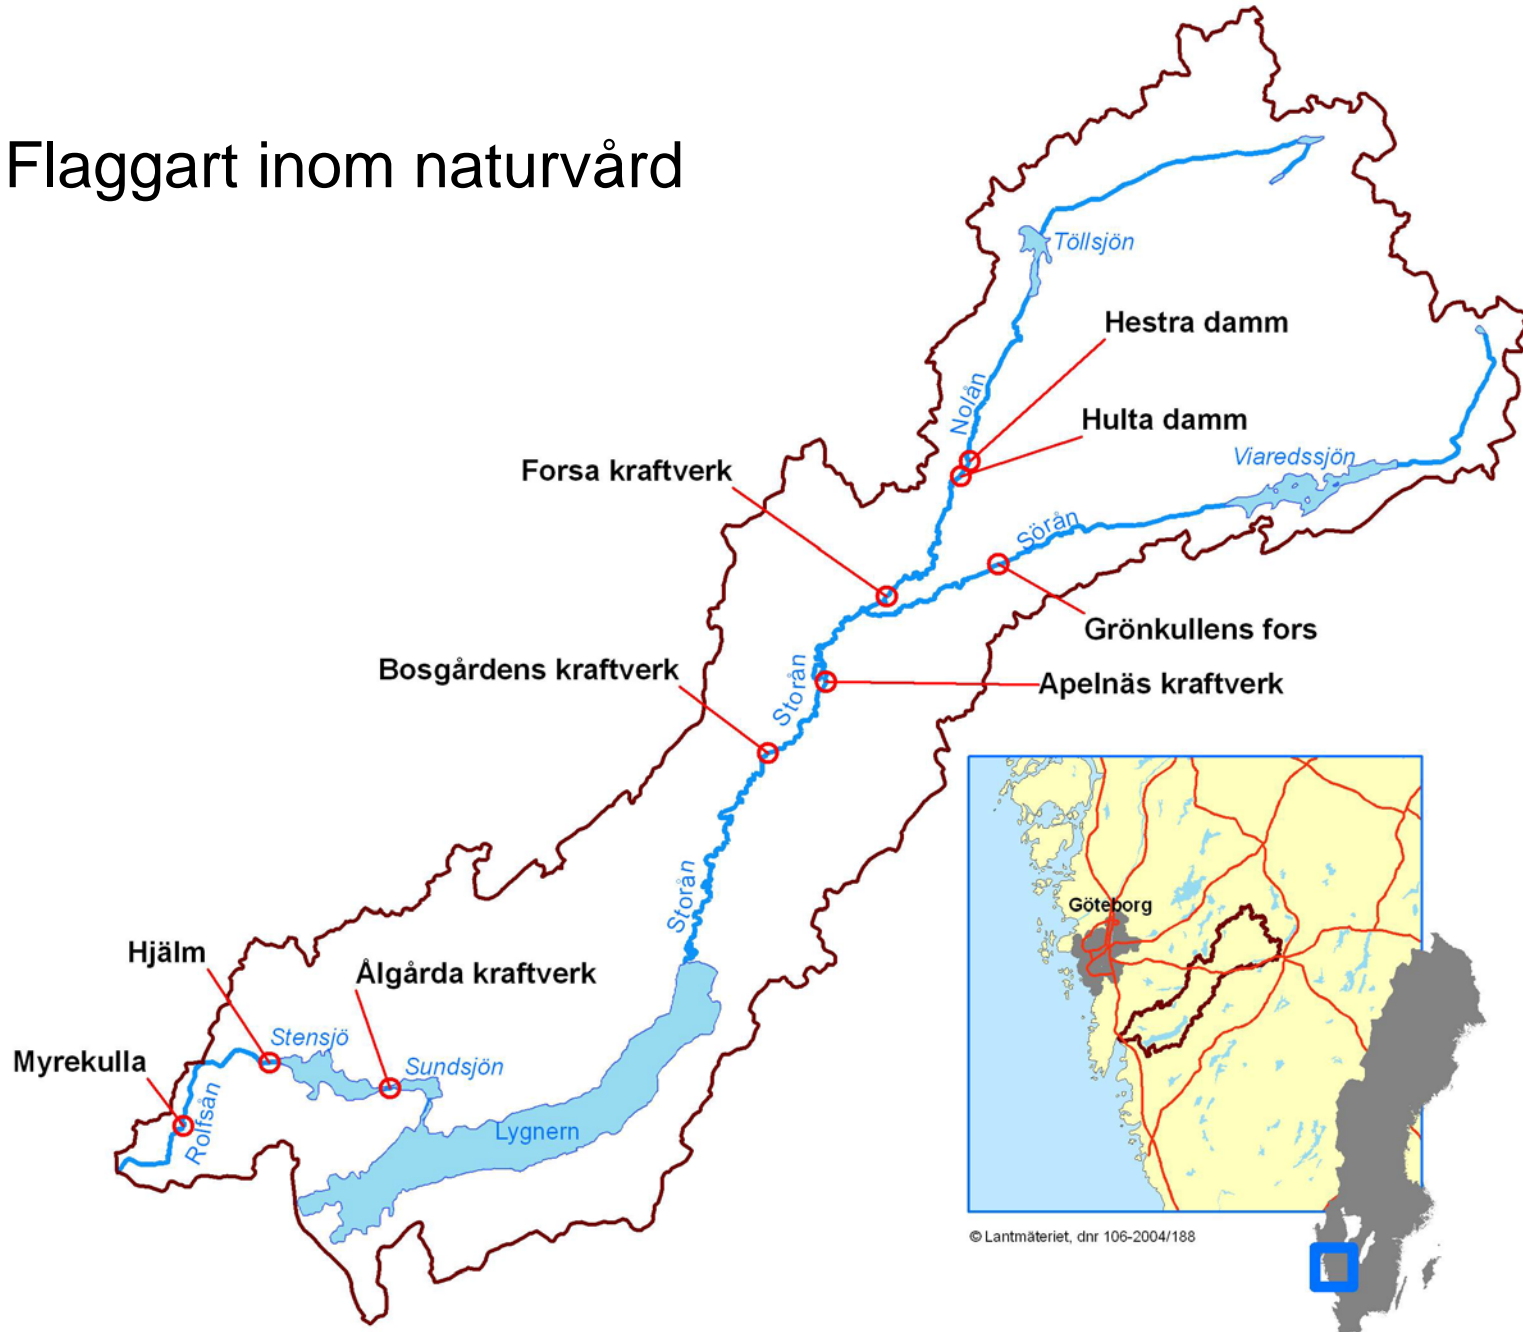 Flaggart inom naturvård
Töllsjön
Hestra damm
Nolån
Hulta damm
Viaredssjön
Forsa kraftverk
Sörån
Grönkullens fors
Bosgårdens kraftverk
Storån
Apelnäs kraftverk
Storån
Göteborg
Hjälm
Ålgårda kraftverk
Stensjö
Sundsjön
Myrekulla
Rolfsån
Lygnern
© Lantmäteriet, dnr 106-2004/188